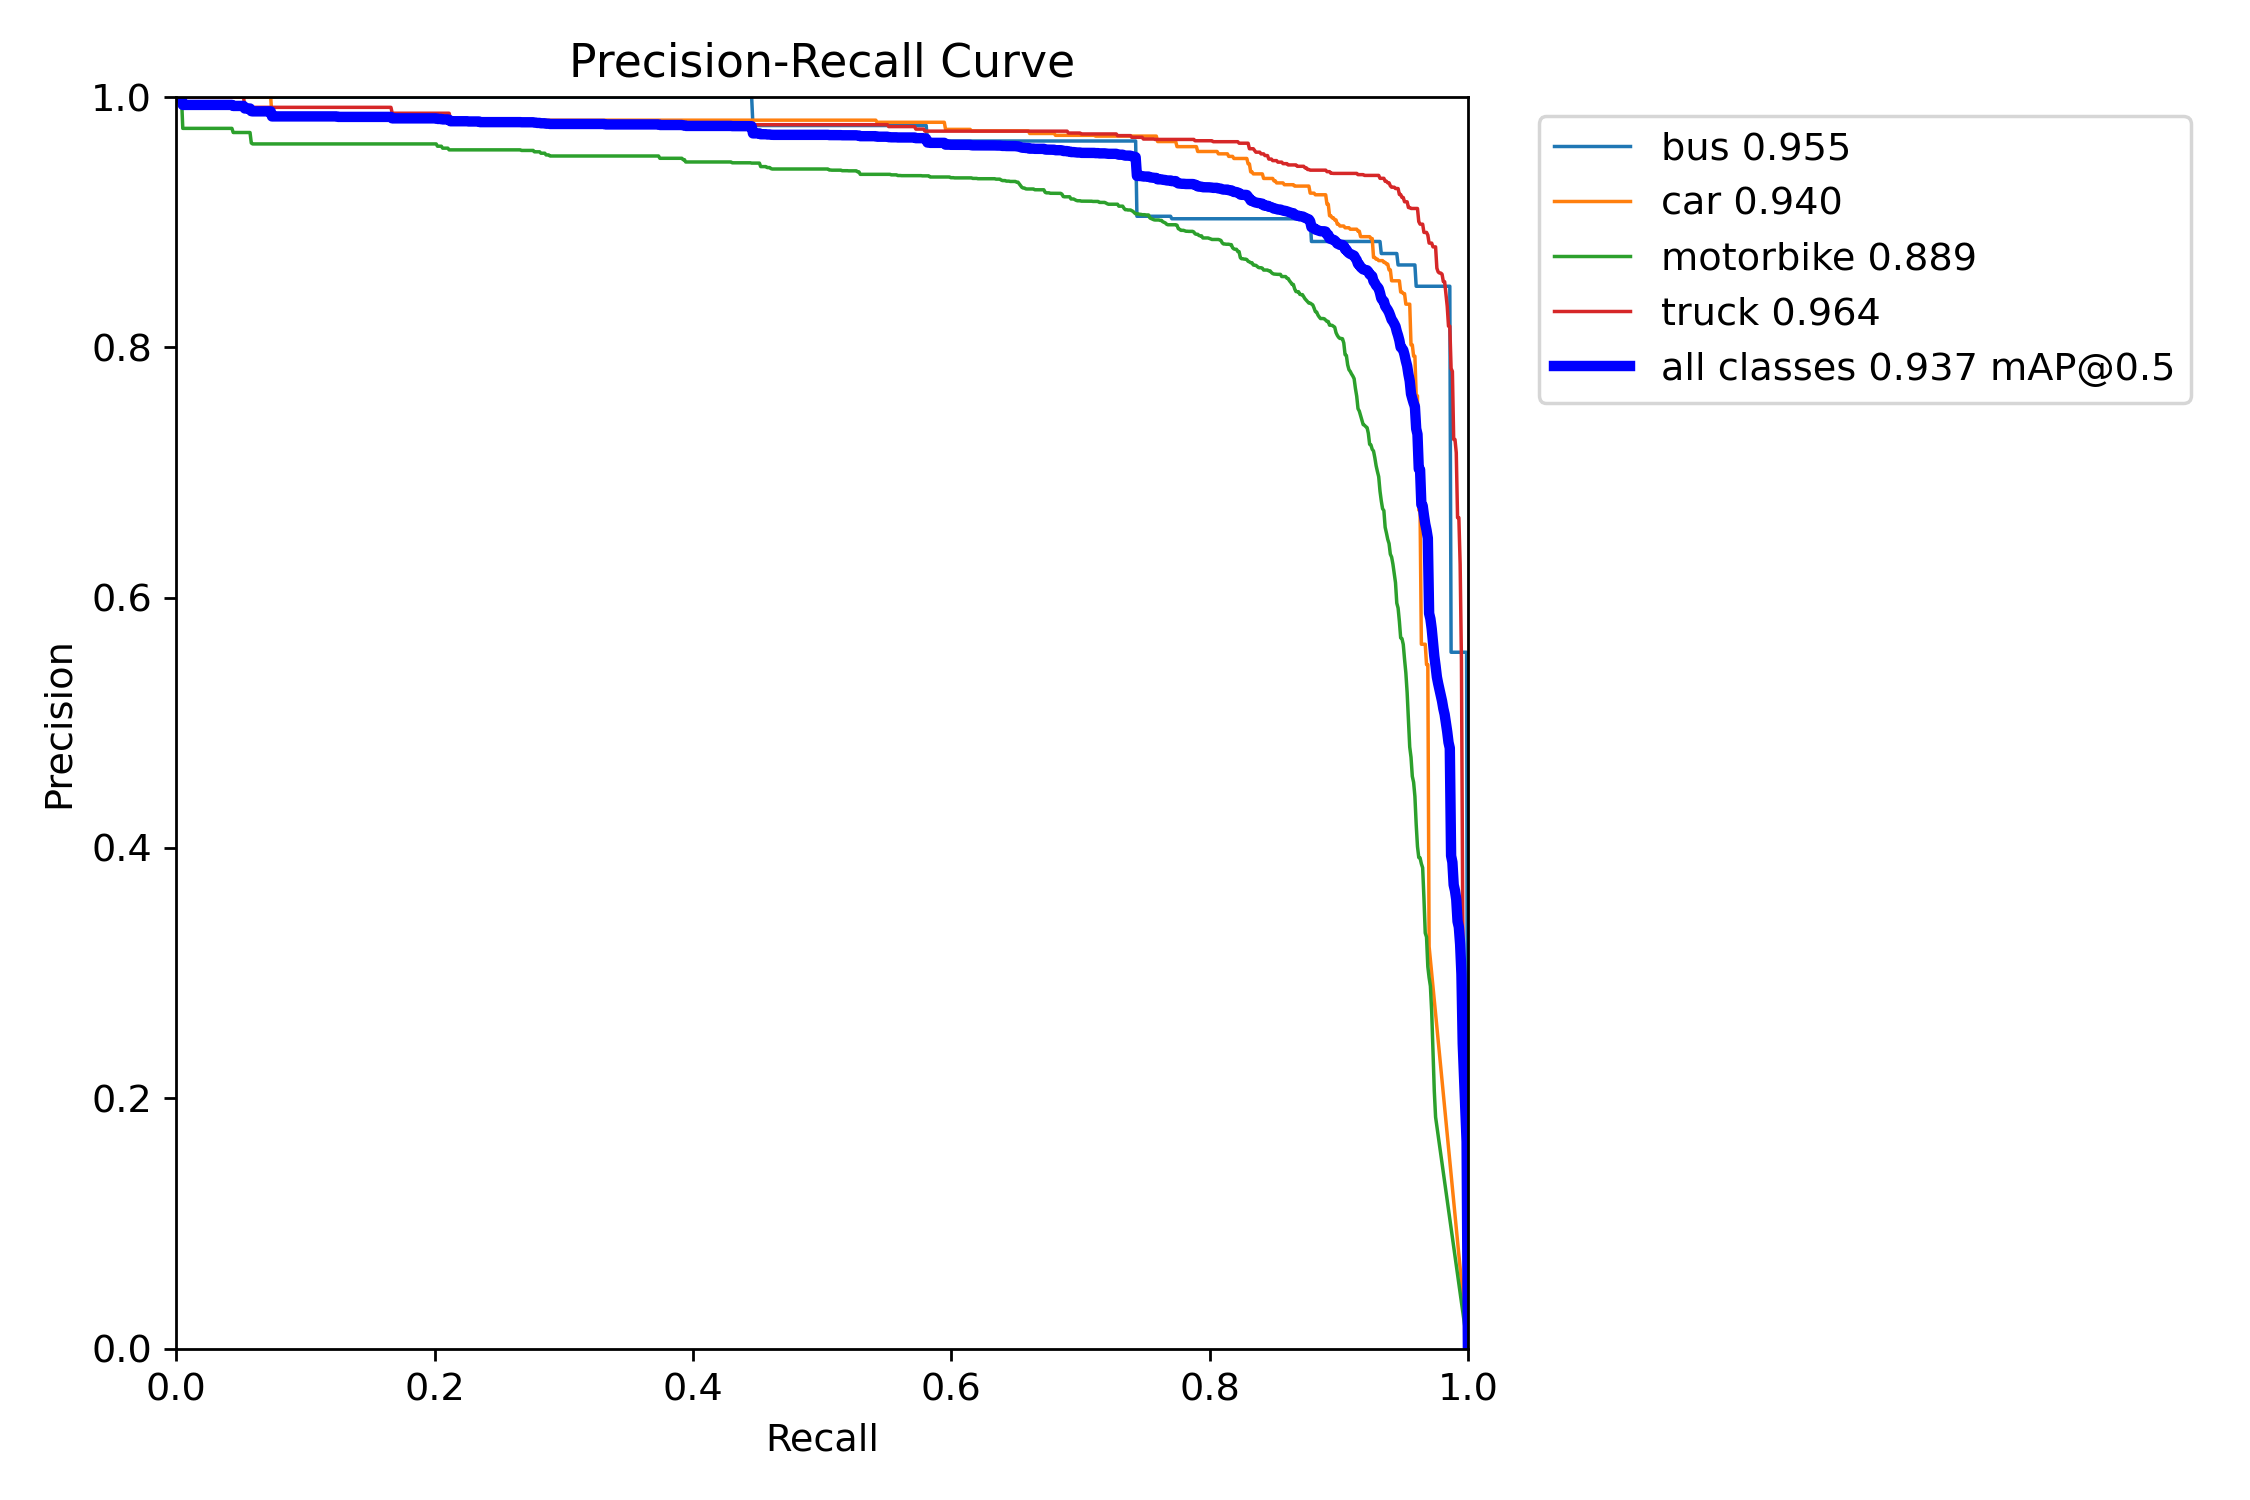 Precision-Recall Curve
1.0
0.8
0.6
0.4
0.2
0.0
Precision
0.0 0.2 0.4 0.6 0.8 1.0
Recall
bus 0.955
car 0.940
motorbike 0.889
truck 0.964
all classes 0.937 mAP@0.5